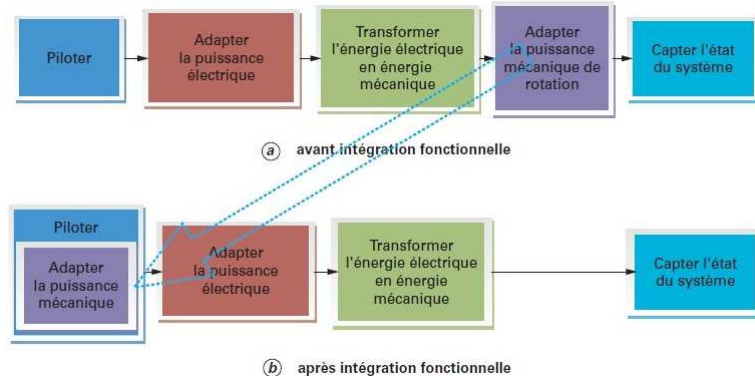 Piloter
Adapter
la puissance
électrique
Transformer
l'énergie électrique
en énergie
mécanique
Adapter
la puissance
mécanique de
rotation
Capter l'état
du système
a avant intégration fonctionnelle
Piloter
Adapter
la puissance
mécanique
Adapter
la puissance
électrique
Transformer
l'énergie électrique
en énergie
mécanique
Capter l'état
du système
b après intégration fonctionnelle